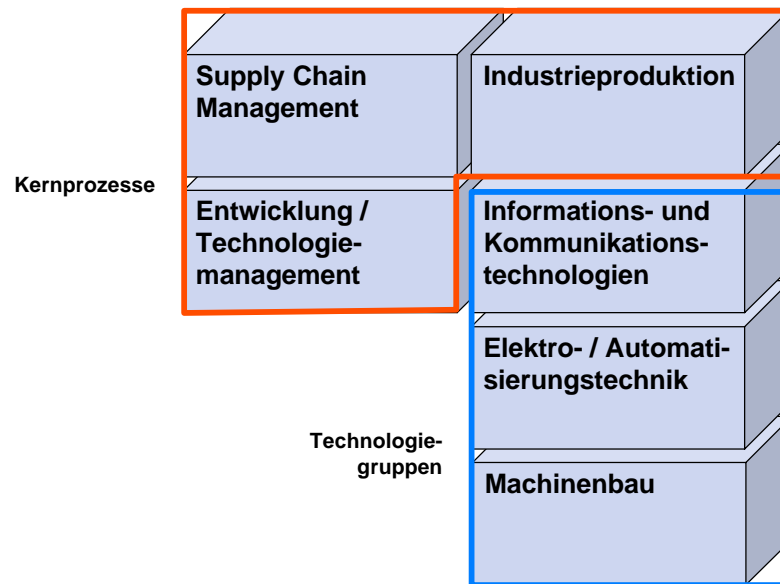 Supply Chain
Management
Industrieproduktion
Kernprozesse
Entwicklung /
Technologie-
management
Informations- und
Kommunikations-
technologien
Elektro- / Automati-
sierungstechnik
Technologie-
gruppen
Machinenbau